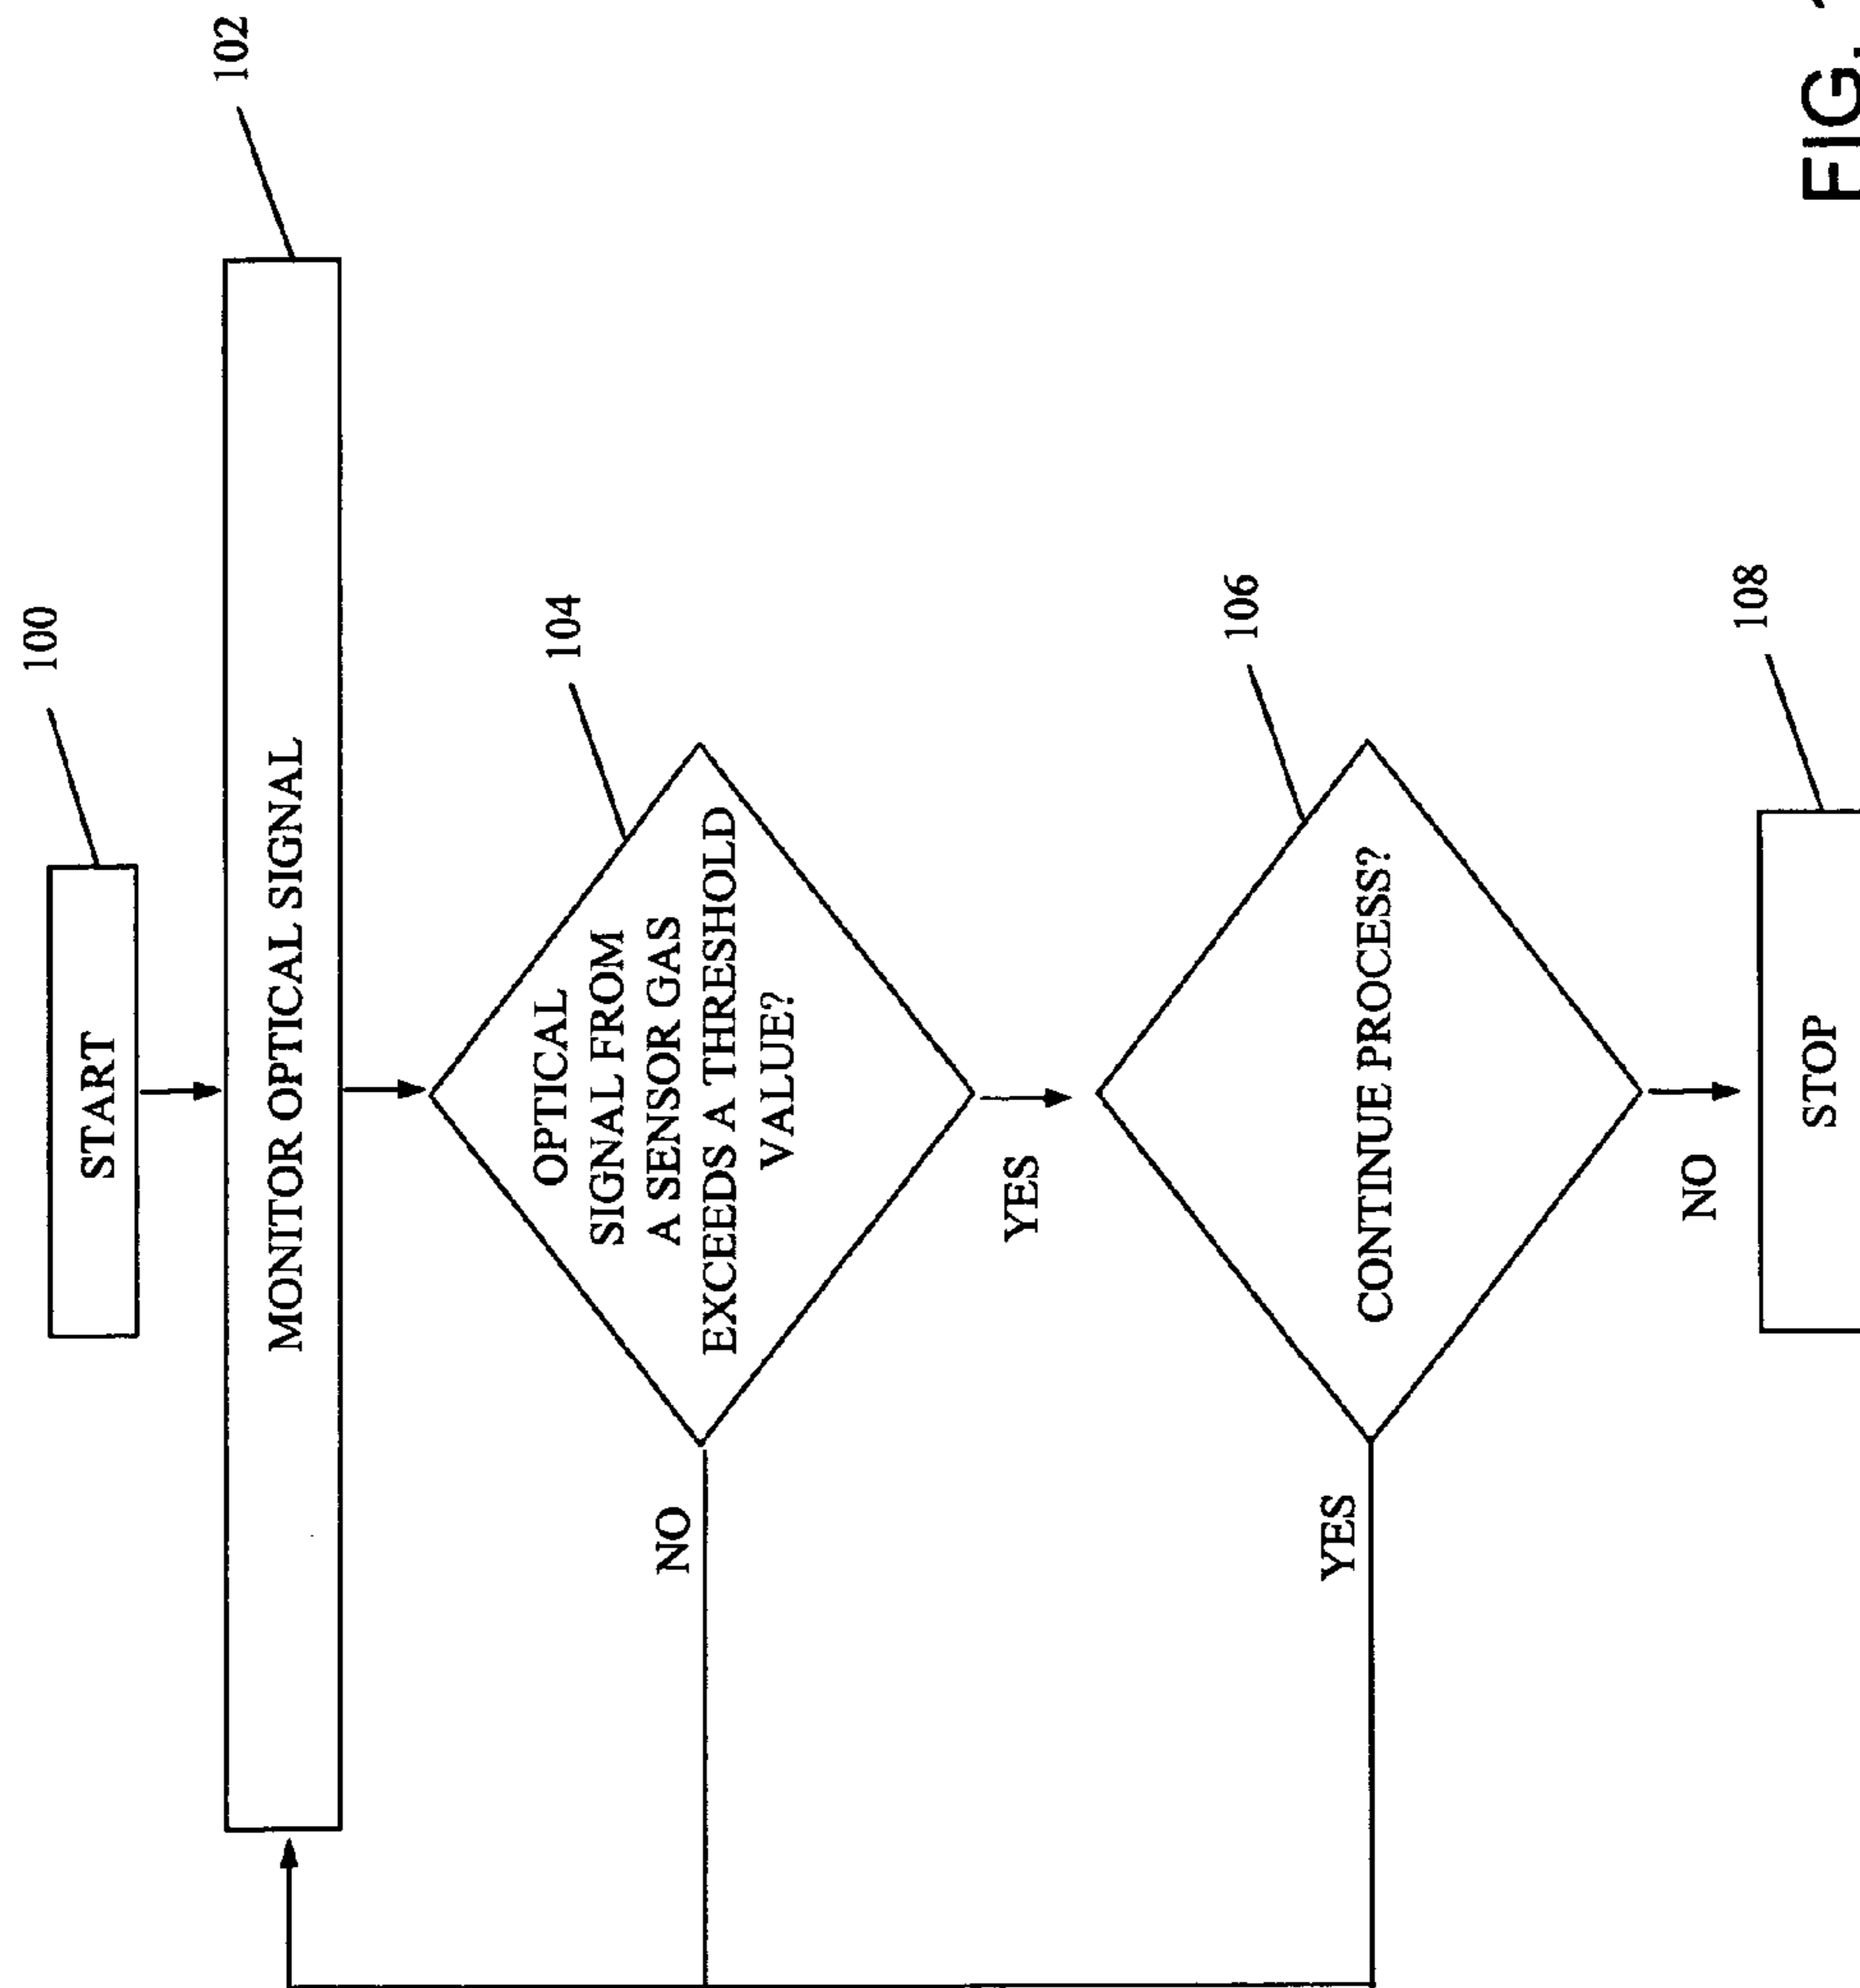 100
START
102
MONITOR OPTICAL SIGNAL
104
OPTICAL
SIGNAL FROM
A SENSOR GAS
EXCEEDS A THRESHOLD
VALUE?
NO
YES
106
CONTINUE PROCESS?
YES
NO
108
STOP
FIG.